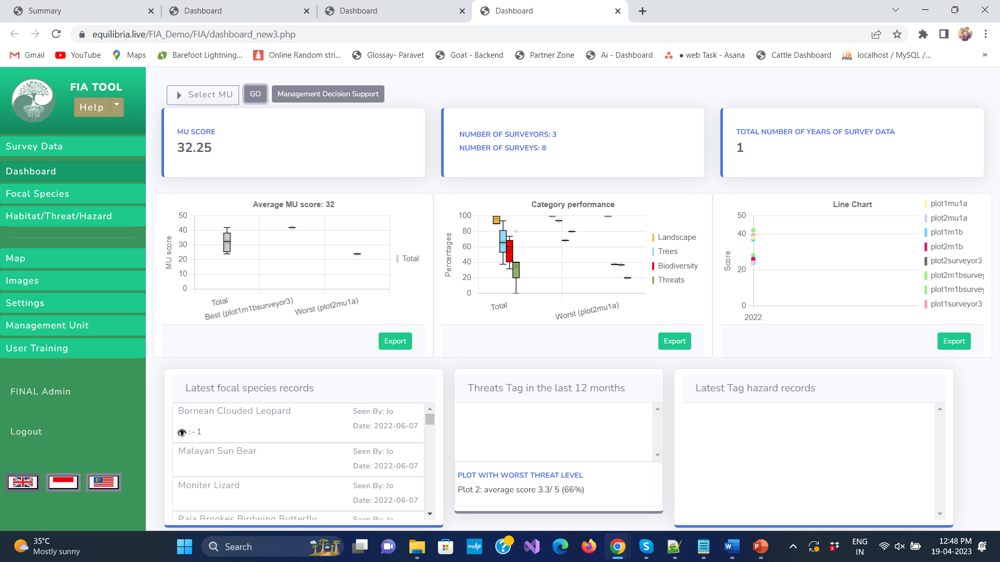 Summary
Dashboard
Dashboard
Dashboard
equilibria.live/FIA_Demo/FIA/dashboard_new3.php
Gmail
YouTube
Maps
Barefoot Lightning...
Online Random stri...
Glossay- Paravet
Goat - Backend
Partner Zone
Ai - Dashboard
● web Task - Asana
Cattle Dashboard
localhost / MySQL /...
»
FIA TOOL
Help
Survey Data
Dashboard
Focal Species
Habitat/Threat/Hazard
Map
Images
Settings
Management Unit
User Training
FINAL Admin
Logout
Select MU
GO
Management Decision Support
MU SCORE
32.25
NUMBER OF SURVEYORS: 3
NUMBER OF SURVEYS: 8
TOTAL NUMBER OF YEARS OF SURVEY DATA
1
Average MU score: 32
MU score
50
40
30
20
10
0
Total
Best (plot1m1bsurveyor3)
Worst (plot2mu1a)
Total
Export
Category performance
Percentages
100
80
60
40
20
0
Total
Worst (plot2mu1a)
Landscape
Trees
Biodiversity
Threats
Export
Line Chart
Score
50
40
20
0
2022
plot1mu1a
plot2mu1a
plot1m1b
plot2m1b
plot2surveyor3
plot2m1bsurvey
plot1m1bsurvey
plot1surveyor3
Export
Latest focal species records
Bornean Clouded Leopard
Seen By: Jo
Date: 2022-06-07
:- 1
Malayan Sun Bear
Seen By: Jo
Date: 2022-06-07
Moniter Lizard
Seen By: Jo
Date: 2022-06-07
Raja Brookes Birdwing Butterfly
Seen By: Jo
Threats Tag in the last 12 months
PLOT WITH WORST THREAT LEVEL
Plot 2: average score 3.3/ 5 (66%)
Latest Tag hazard records
35°C
Mostly sunny
Search
myhp
3
ENG
IN
12:48 PM
19-04-2023